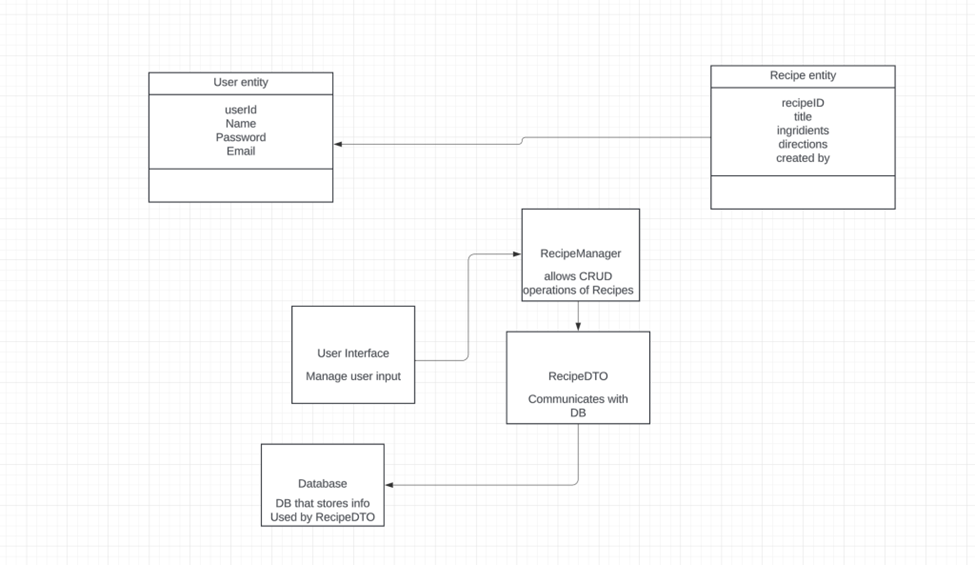 User entity
userId
Name
Password
Email
Recipe entity
recipeID
title
ingridients
directions
created by
RecipeManager
allows CRUD
operations of Recipes
User Interface
Manage user input
RecipeDTO
Communicates with
DB
Database
DB that stores info
Used by RecipeDTO